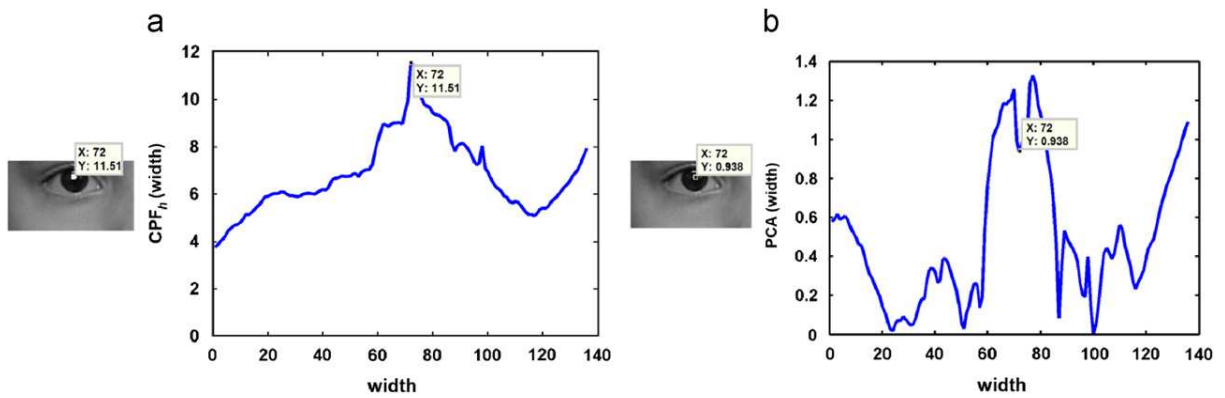 a
X: 72
Y: 11.51
CPFh (width)
12
10
8
6
4
2
0
X: 72
Y: 11.51
0 20 40 60 80 100 120 140
width
b
X: 72
Y: 0.938
PCA (width)
1.4
1.2
1
0.8
0.6
0.4
0.2
0
X: 72
Y: 0.938
0 20 40 60 80 100 120 140
width